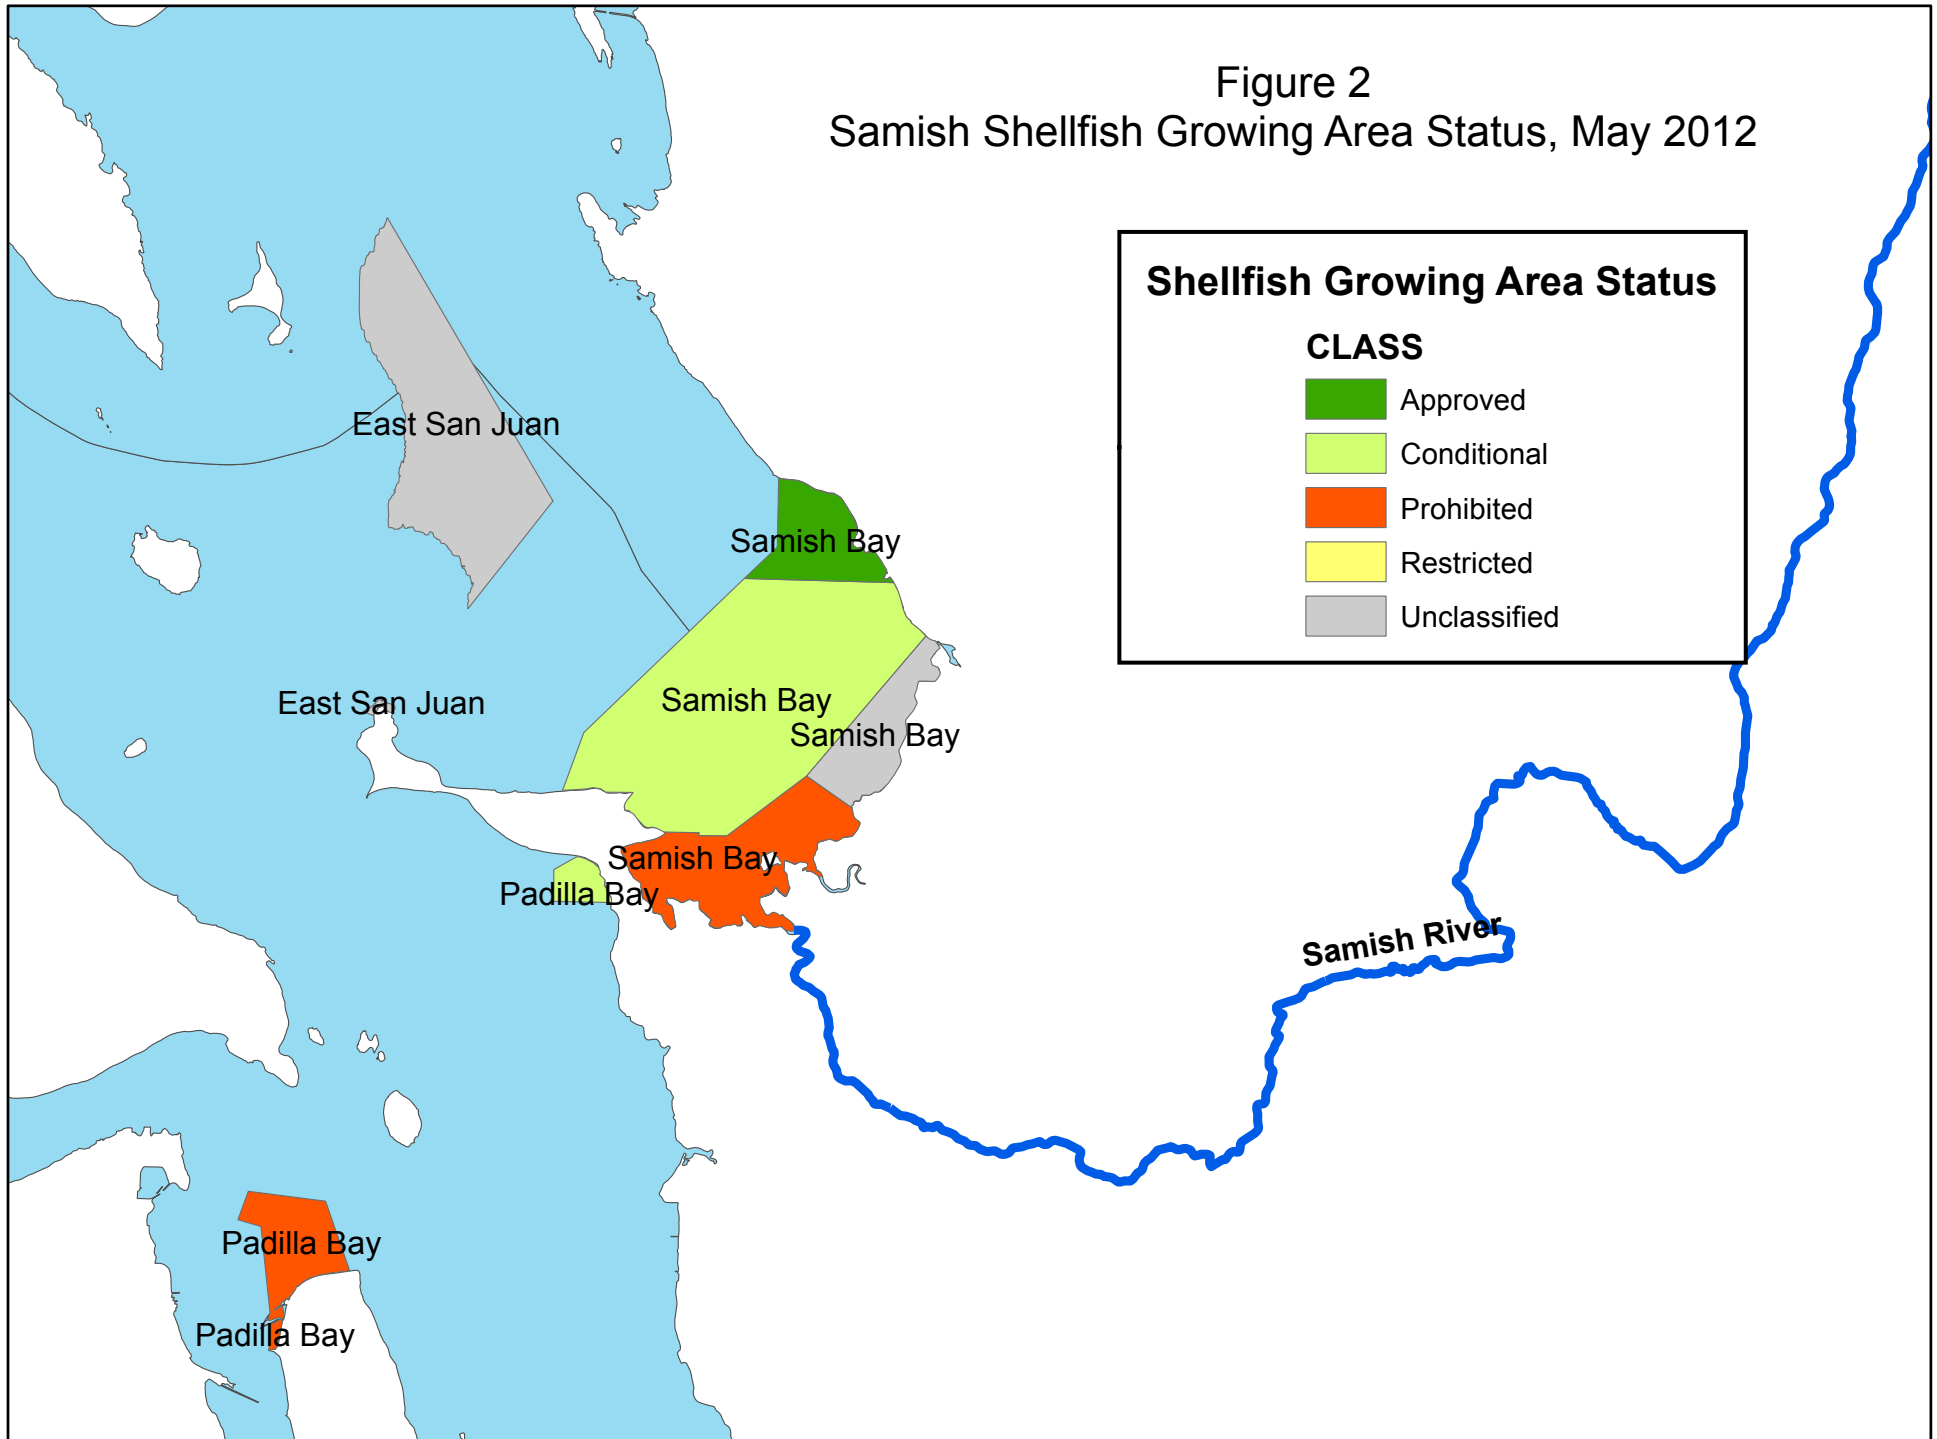 Figure 2
Samish Shellfish Growing Area Status, May 2012
Shellfish Growing Area Status
CLASS
Approved
Conditional
Prohibited
Restricted
Unclassified
East San Juan
Samish Bay
East San Juan
Samish Bay
Samish Bay
Samish Bay
Padilla Bay
Samish River
Padilla Bay
Padilla Bay